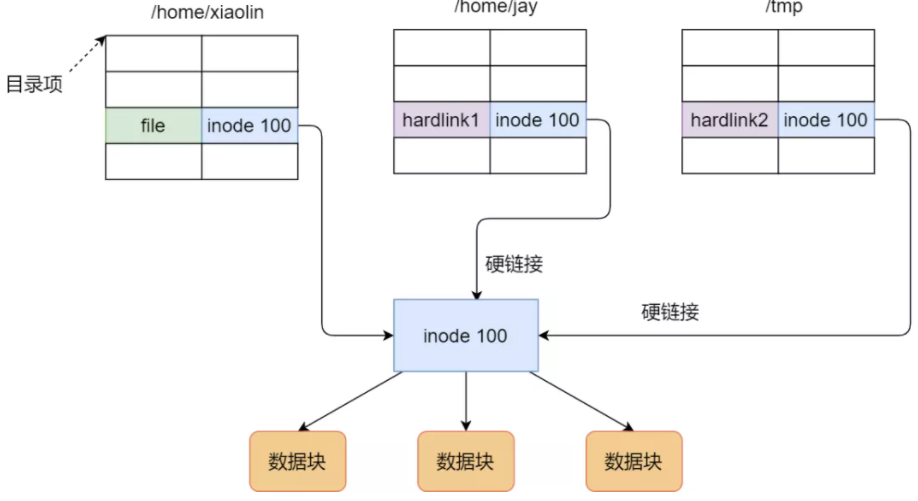 /home/xiaolin
/home/jay
/tmp
目录项
file
inode 100
hardlink1
inode 100
hardlink2
inode 100
硬链接
硬链接
inode 100
数据块
数据块
数据块